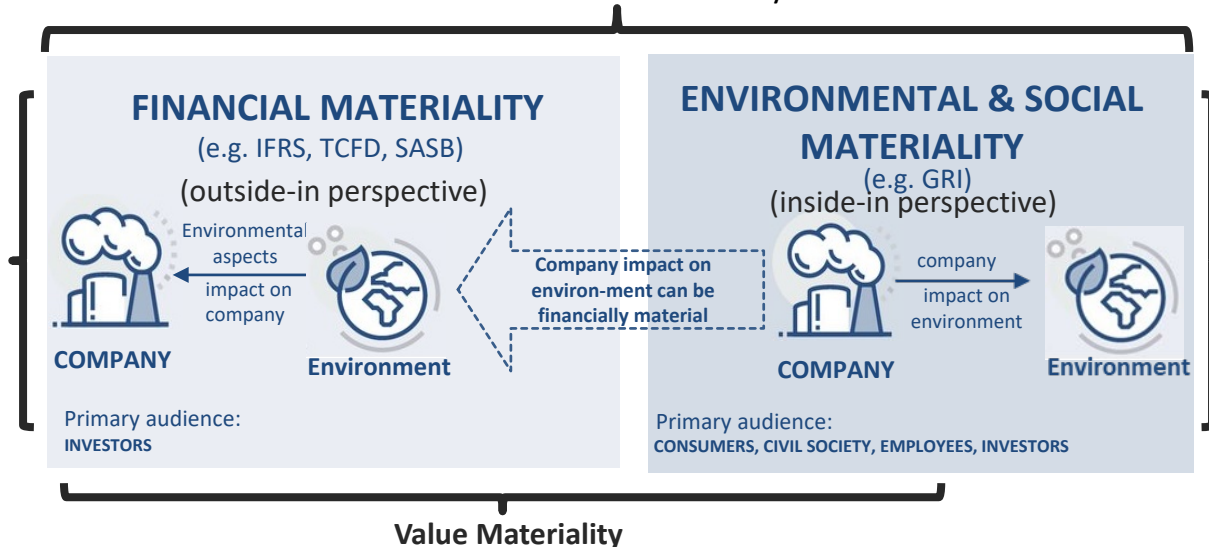 FINANCIAL MATERIALITY
(e.g. IFRS, TCFD, SASB)
(outside-in perspective)
Environmental
aspects
impact on
company
COMPANY
Environment
Primary audience:
INVESTORS
Company impact on
environ-ment can be
financially material
ENVIRONMENTAL & SOCIAL
MATERIALITY
(e.g. GRI)
(inside-in perspective)
company
impact on
environment
COMPANY
Environment
Primary audience:
CONSUMERS, CIVIL SOCIETY, EMPLOYEES, INVESTORS
Value Materiality